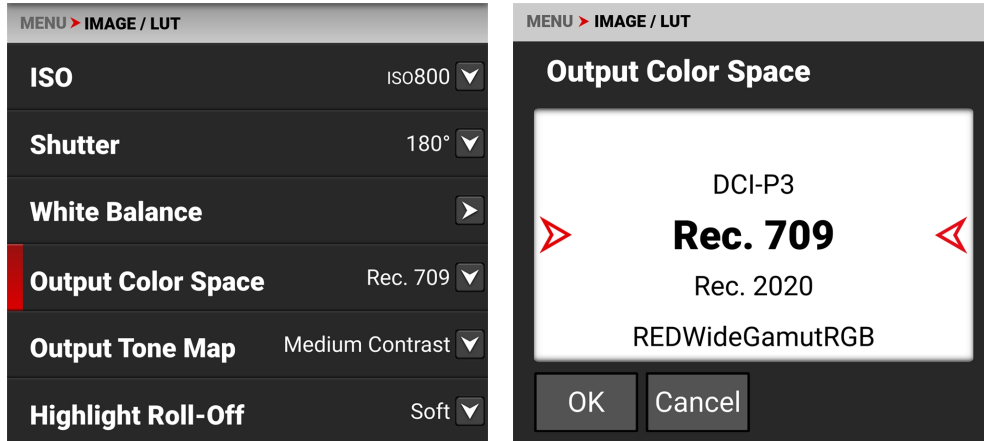 MENU IMAGE / LUT
ISO ISO800
Shutter 180°
White Balance
Output Color Space Rec. 709
Output Tone Map Medium Contrast
Highlight Roll-Off Soft
MENU IMAGE / LUT
Output Color Space
DCI-P3
Rec. 709
Rec. 2020
REDWideGamutRGB
OK Cancel